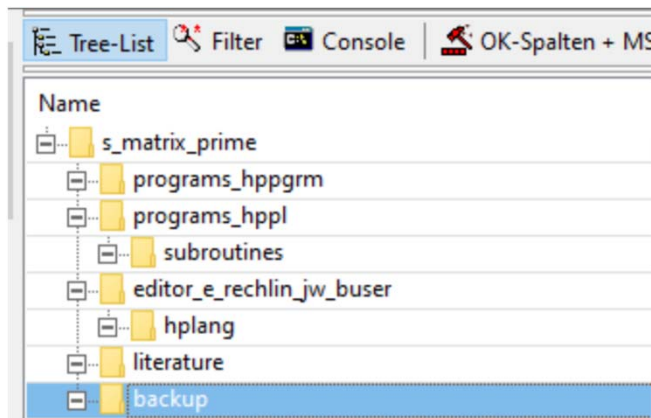 Tree-List Filter Console OK-Spalten + MS
Name
s_matrix_prime
programs_hppgrm
programs_hppl
subroutines
editor_e_rechlin_jw_buser
hplang
literature
backup